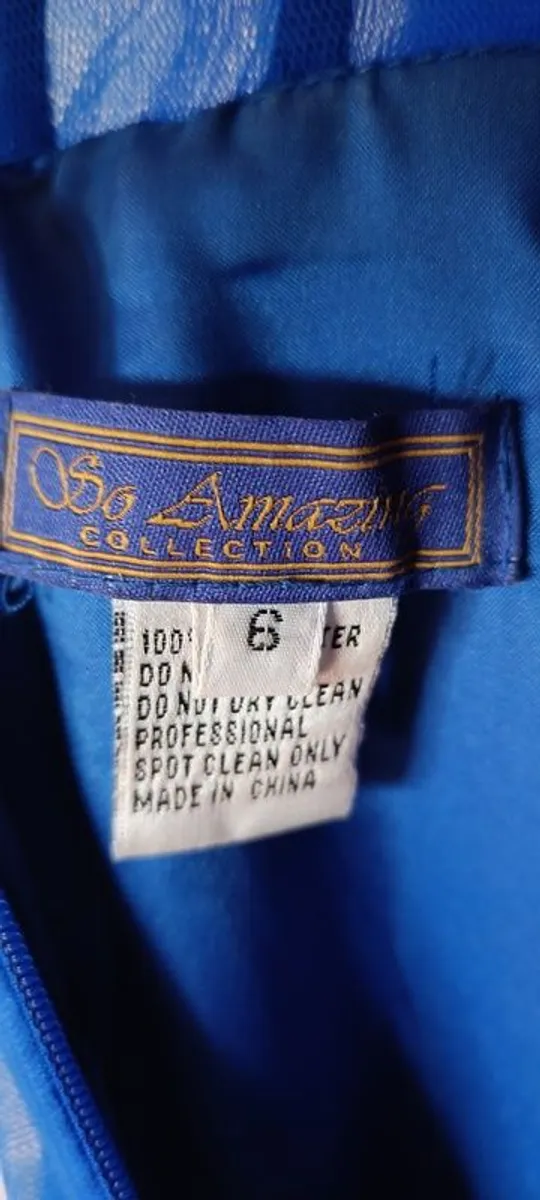 So Amazing
COLLECTION
6
100% TER
DO N
DO NOT DRY CLEAN
PROFESSIONAL
SPOT CLEAN ONLY
MADE IN CHINA